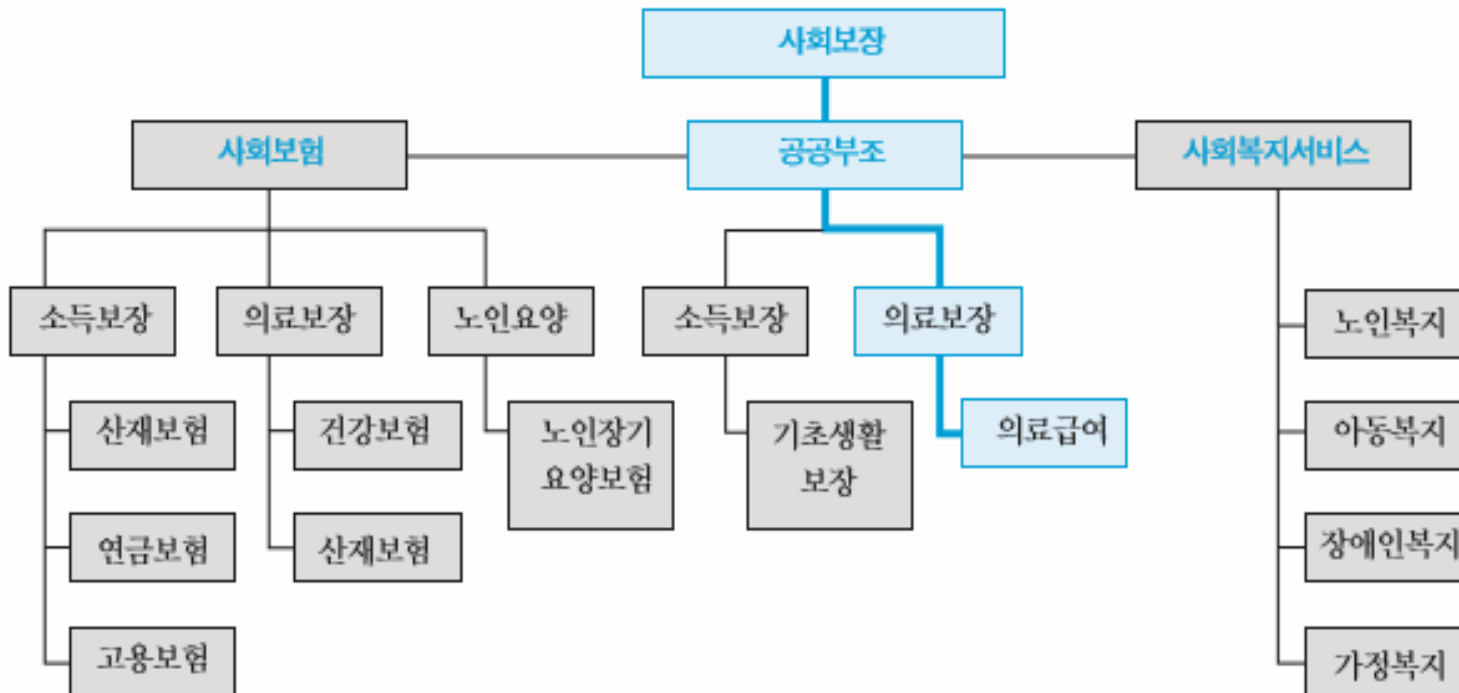 사회보장
사회보험
공공부조
사회복지서비스
소득보장
의료보장
노인요양
소득보장
의료보장
노인복지
산재보험
건강보험
노인장기
요양보험
기초생활
보장
의료급여
아동복지
연금보험
산재보험
장애인복지
고용보험
가정복지